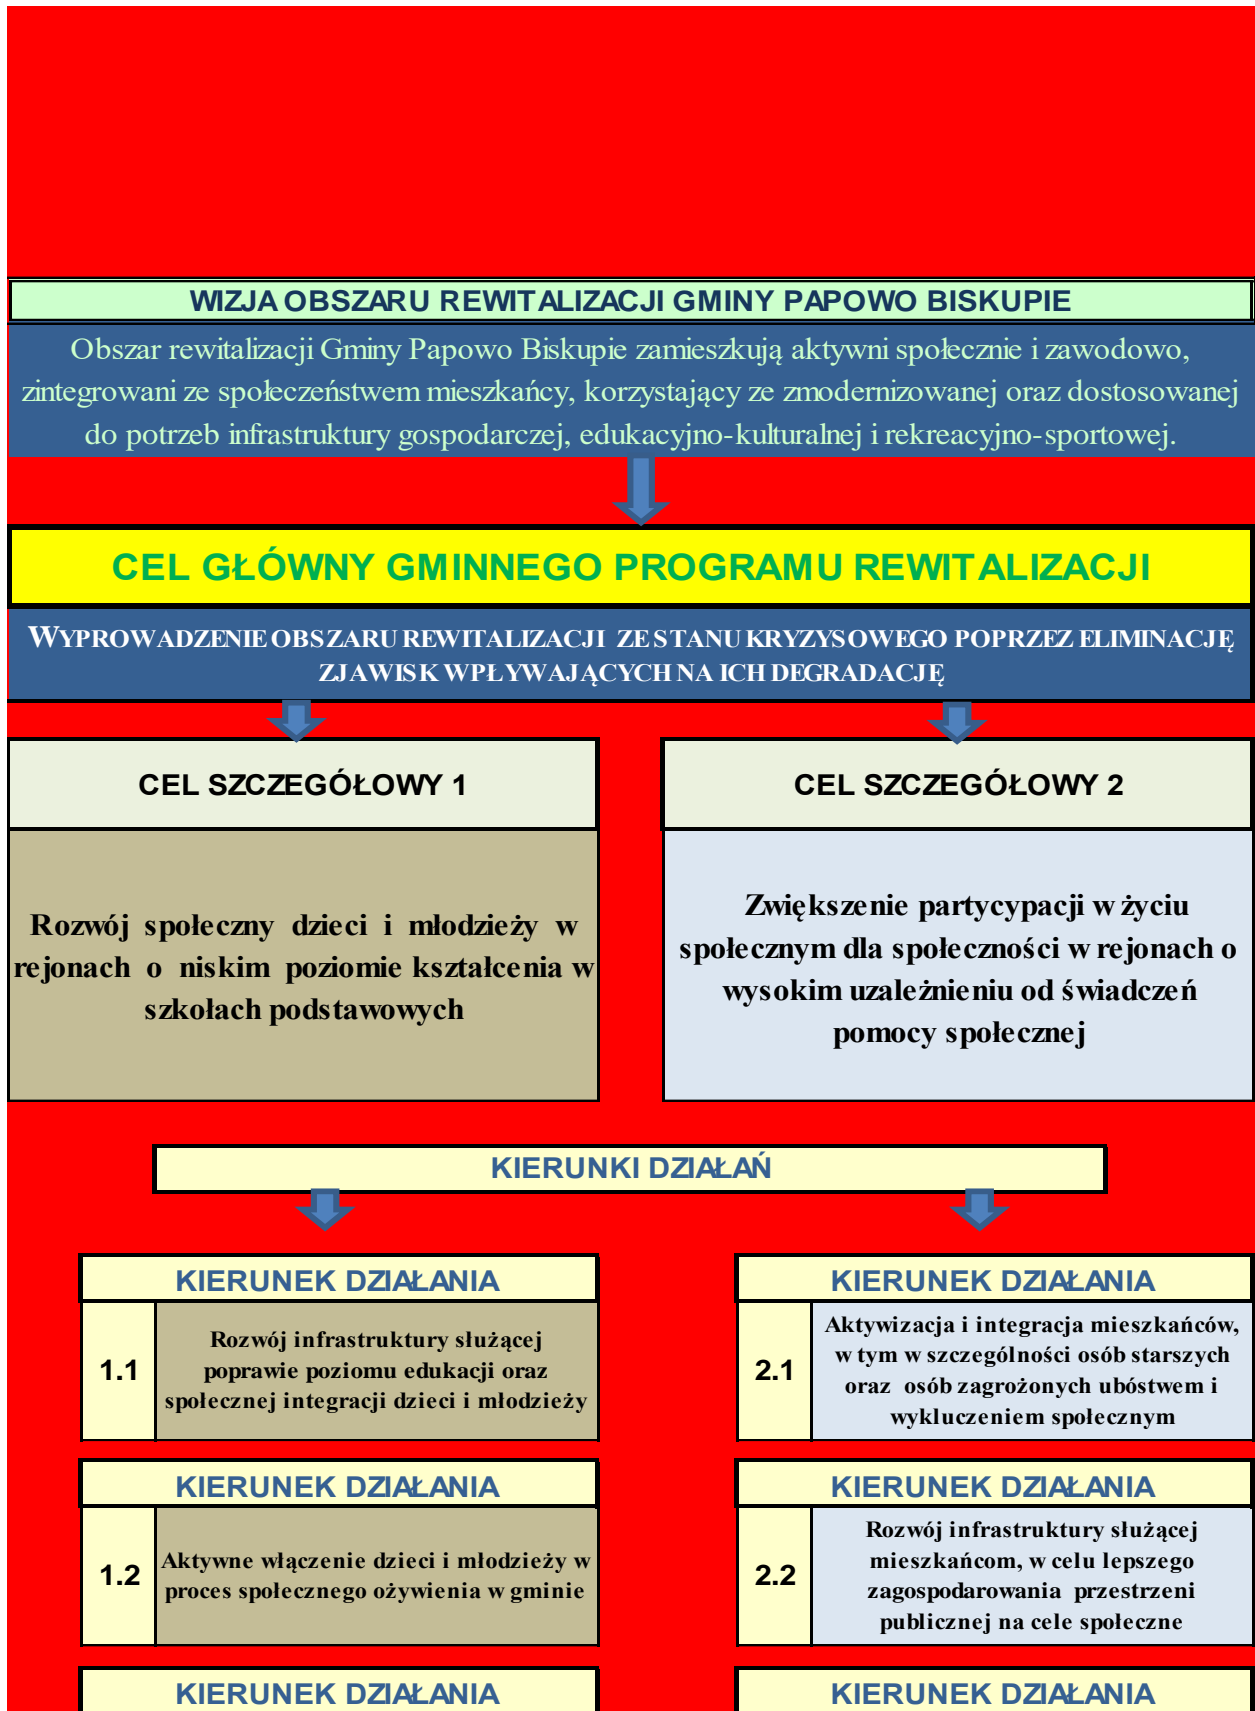 WIZJA OBSZARU REWITALIZACJI GMINY PAPOWO BISKUPIE
Obszar rewitalizacji Gminy Papowo Biskupie zamieszkują aktywni społecznie i zawodowo,
zintegrowani ze społeczeństwem mieszkańcy, korzystający ze zmodernizowanej oraz dostosowanej
do potrzeb infrastruktury gospodarczej, edukacyjno-kulturalnej i rekreacyjno-sportowej.
CEL GŁÓWNY GMINNEGO PROGRAMU REWITALIZACJI
WYPROWADZENIE OBSZARU REWITALIZACJI ZE STANU KRYZYSOWEGO POPRZEZ ELIMINACJĘ
ZJAWISK WPŁYWAJĄCYCH NA ICH DEGRADACJĘ
CEL SZCZEGÓŁOWY 1
Rozwój społeczny dzieci i młodzieży w
rejonach o niskim poziomie kształcenia w
szkołach podstawowych
CEL SZCZEGÓŁOWY 2
Zwiększenie partycypacji w życiu
społecznym dla społeczności w rejonach o
wysokim uzależnieniu od świadczeń
pomocy społecznej
KIERUNKI DZIAŁAŃ
KIERUNEK DZIAŁANIA
1.1
Rozwój infrastruktury służącej
poprawie poziomu edukacji oraz
społecznej integracji dzieci i młodzieży
KIERUNEK DZIAŁANIA
2.1
Aktywizacja i integracja mieszkańców,
w tym w szczególności osób starszych
oraz osób zagrożonych ubóstwem i
wykluczeniem społecznym
KIERUNEK DZIAŁANIA
1.2
Aktywne włączenie dzieci i młodzieży w
proces społecznego ożywienia w gminie
KIERUNEK DZIAŁANIA
2.2
Rozwój infrastruktury służącej
mieszkańcom, w celu lepszego
zagospodarowania przestrzeni
publicznej na cele społeczne
KIERUNEK DZIAŁANIA
KIERUNEK DZIAŁANIA